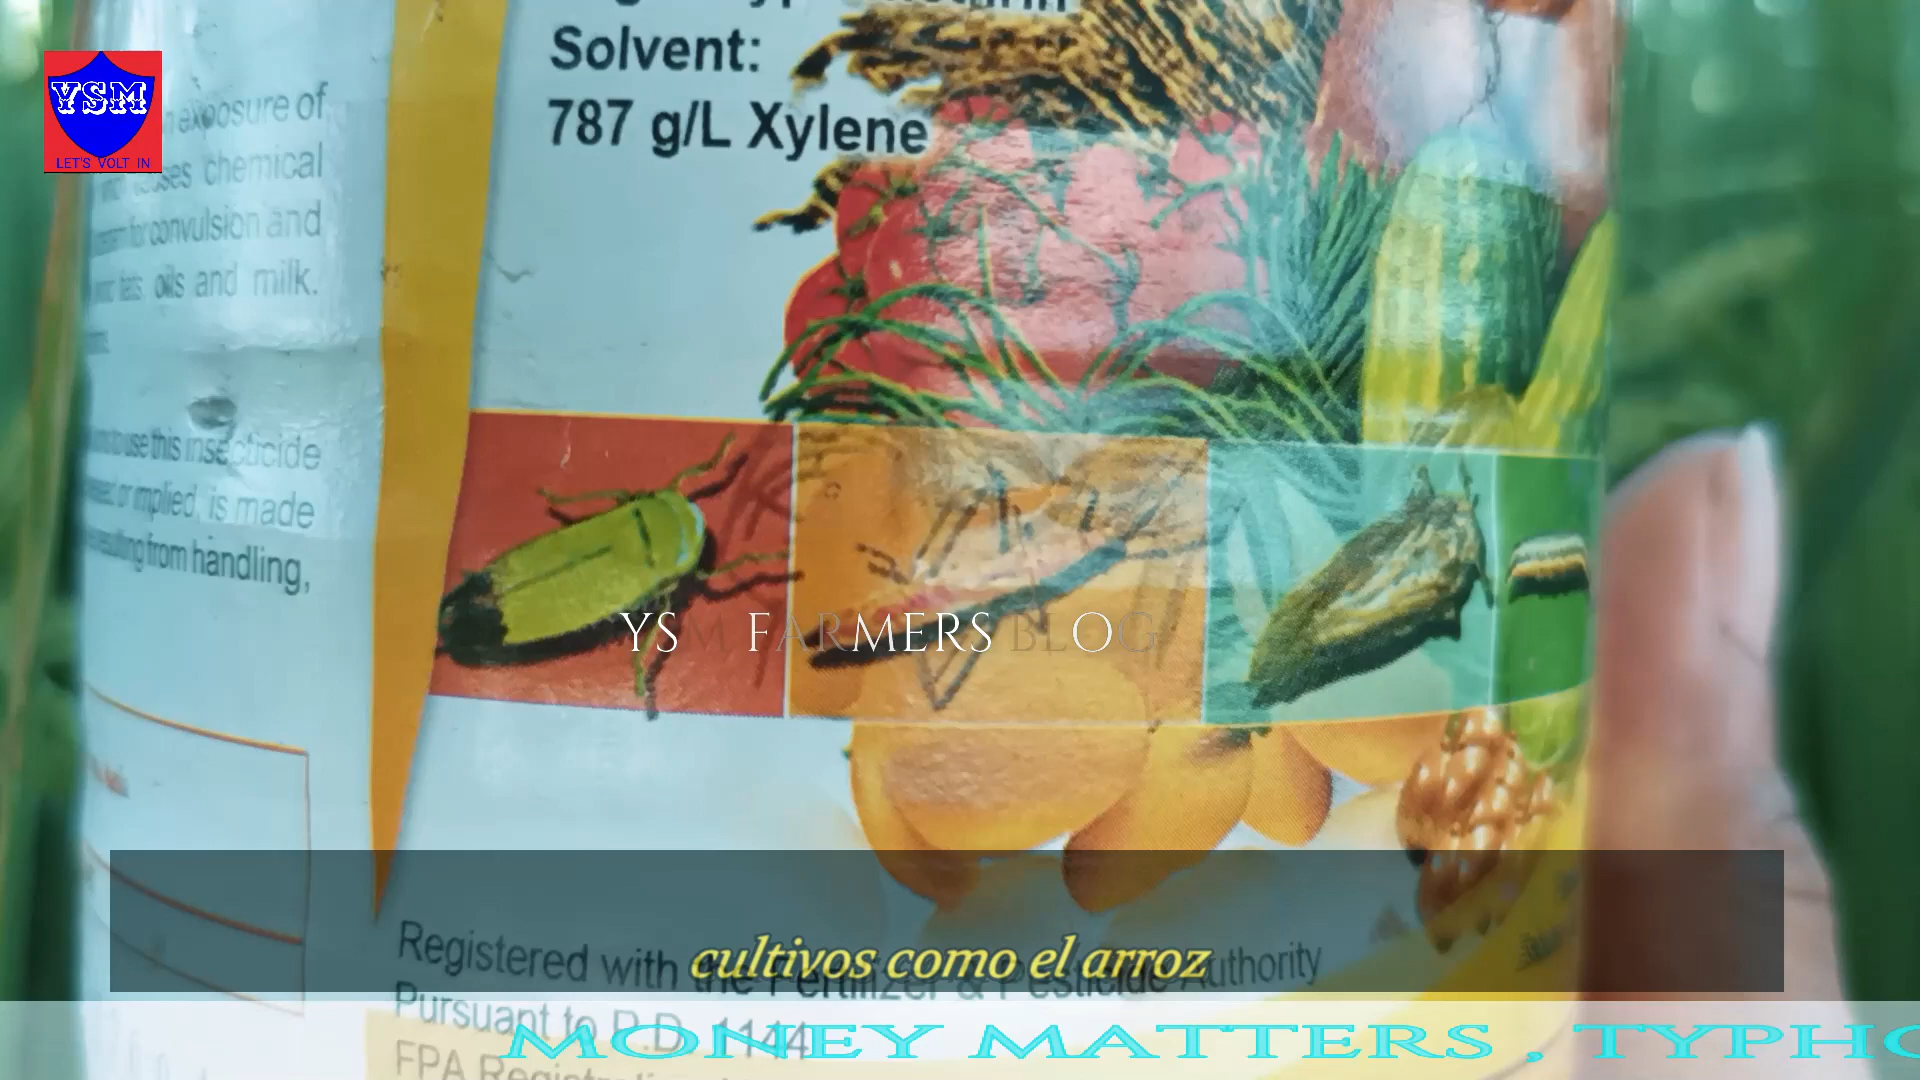 YSM
LET'S VOLT IN
Solvent:
787 g/L Xylene
exposure of
chemical
for convulsion and
oils and milk.
to use this insecticide
or implied, is made
resulting from handling,
YSM FARMERS BLOG
Registered with the Fertilizer & Pesticide Authority
cultivos como el arroz
Pursuant to P.D. 1144
FPA
MONEY MATTERS , TYPHO